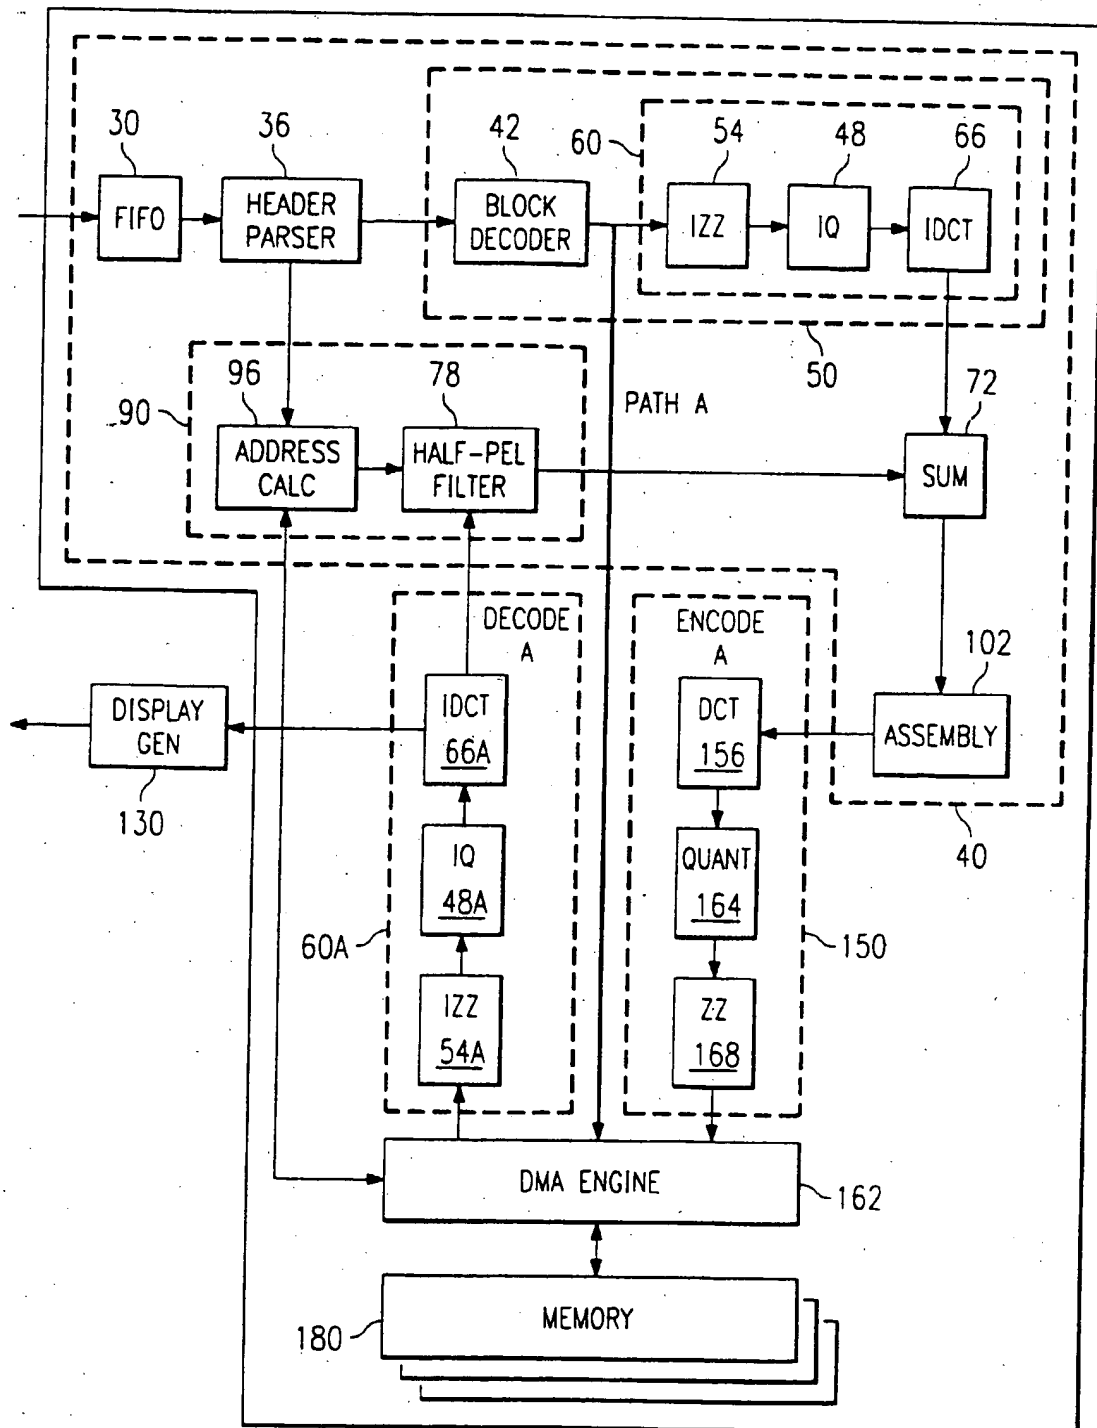 30
36
42
60
54
48
66
FIFO
HEADER
PARSER
BLOCK
DECODER
IZZ
IQ
IDCT
50
96
78
90
PATH A
72
ADDRESS
CALC
HALF-PEL
FILTER
SUM
DECODE
A
ENCODE
A
102
DISPLAY
GEN
IDCT
66A
DCT
156
ASSEMBLY
130
40
IQ
48A
QUANT
164
60A
150
IZZ
54A
ZZ
168
DMA ENGINE
162
MEMORY
180